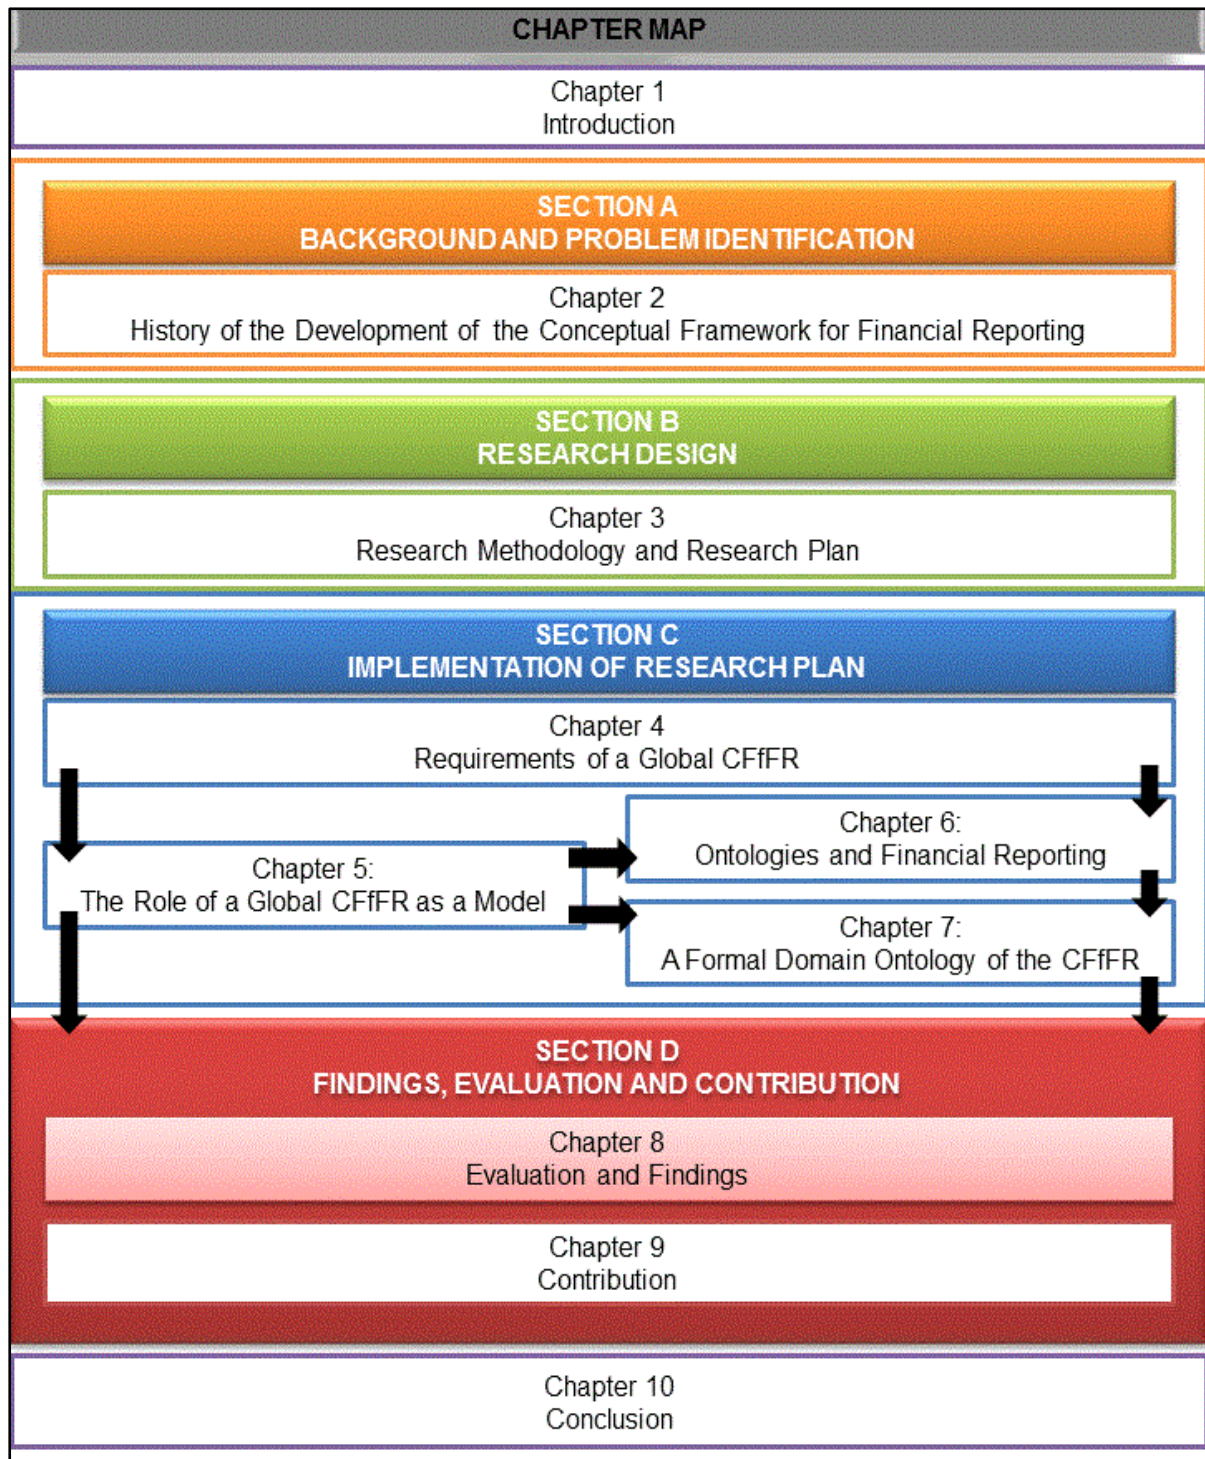 CHAPTER MAP
Chapter 1
Introduction
SECTION A
BACKGROUND AND PROBLEM IDENTIFICATION
Chapter 2
History of the Development of the Conceptual Framework for Financial Reporting
SECTION B
RESEARCH DESIGN
Chapter 3
Research Methodology and Research Plan
SECTION C
IMPLEMENTATION OF RESEARCH PLAN
Chapter 4
Requirements of a Global CFfFR
Chapter 5:
The Role of a Global CFfFR as a Model
Chapter 6:
Ontologies and Financial Reporting
Chapter 7:
A Formal Domain Ontology of the CFfFR
SECTION D
FINDINGS, EVALUATION AND CONTRIBUTION
Chapter 8
Evaluation and Findings
Chapter 9
Contribution
Chapter 10
Conclusion